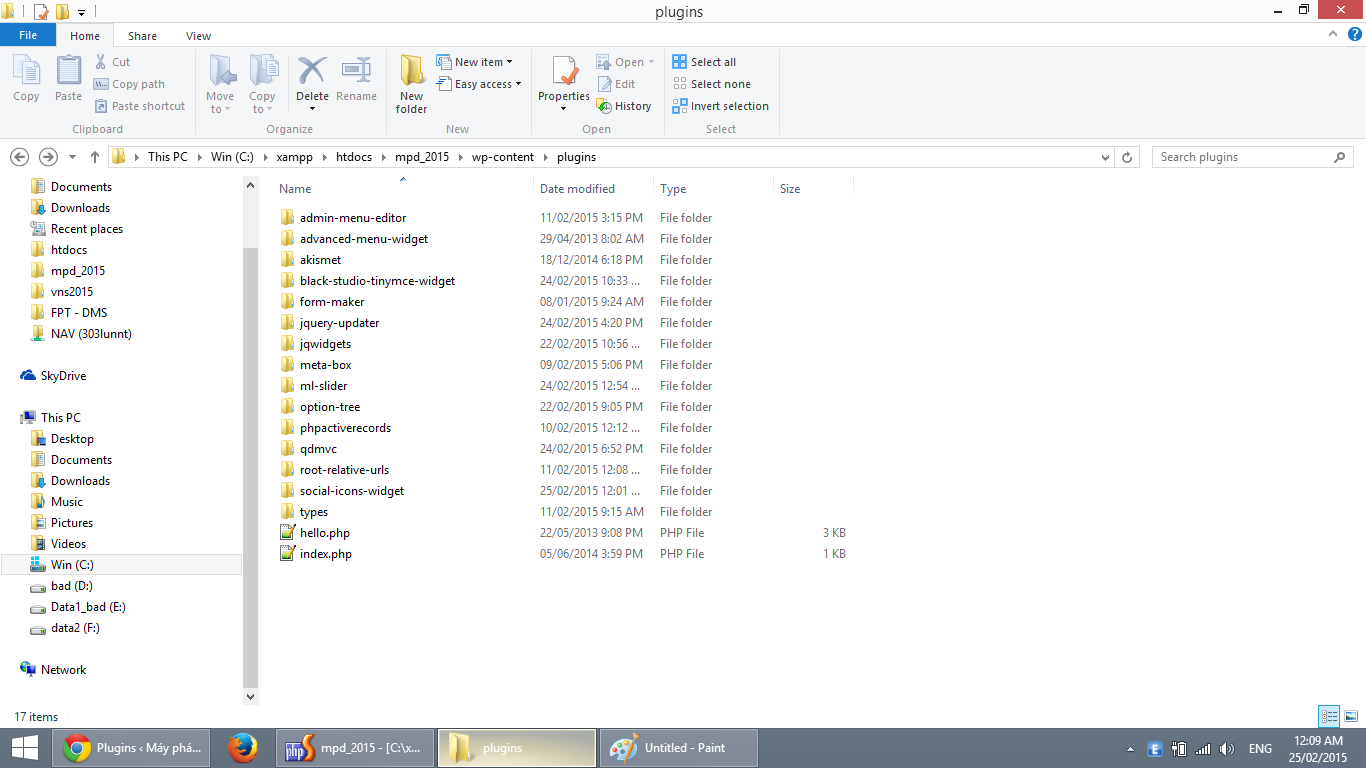 plugins
File Home Share View
Copy
Paste
Cut
Copy path
Paste shortcut
Clipboard
Move to
Copy to
Delete
Rename
Organize
New folder
New item
Easy access
New
Properties
Open
Edit
History
Open
Select all
Select none
Invert selection
Select
This PC Win (C:) xampp htdocs mpd_2015 wp-content plugins
Search plugins
Documents
Downloads
Recent places
htdocs
mpd_2015
vns2015
FPT - DMS
NAV (303lunnt)
SkyDrive
This PC
Desktop
Documents
Downloads
Music
Pictures
Videos
Win (C:)
bad (D:)
Data1_bad (E:)
data2 (F:)
Network
Name Date modified Type Size
admin-menu-editor 11/02/2015 3:15 PM File folder
advanced-menu-widget 29/04/2013 8:02 AM File folder
akismet 18/12/2014 6:18 PM File folder
black-studio-tinymce-widget 24/02/2015 10:33 ... File folder
form-maker 08/01/2015 9:24 AM File folder
jquery-updater 24/02/2015 4:20 PM File folder
jqwidgets 22/02/2015 10:56 ... File folder
meta-box 09/02/2015 5:06 PM File folder
ml-slider 24/02/2015 12:54 ... File folder
option-tree 22/02/2015 9:05 PM File folder
phpactiverecords 10/02/2015 12:12 ... File folder
qdmvc 24/02/2015 6:52 PM File folder
root-relative-urls 11/02/2015 12:08 ... File folder
social-icons-widget 25/02/2015 12:01 ... File folder
types 11/02/2015 9:15 AM File folder
hello.php 22/05/2013 9:08 PM PHP File 3 KB
index.php 05/06/2014 3:59 PM PHP File 1 KB
17 items
Plugins ‹ Máy phá...
php
mpd_2015 - [C:\x...
plugins
Untitled - Paint
ENG
12:09 AM
25/02/2015